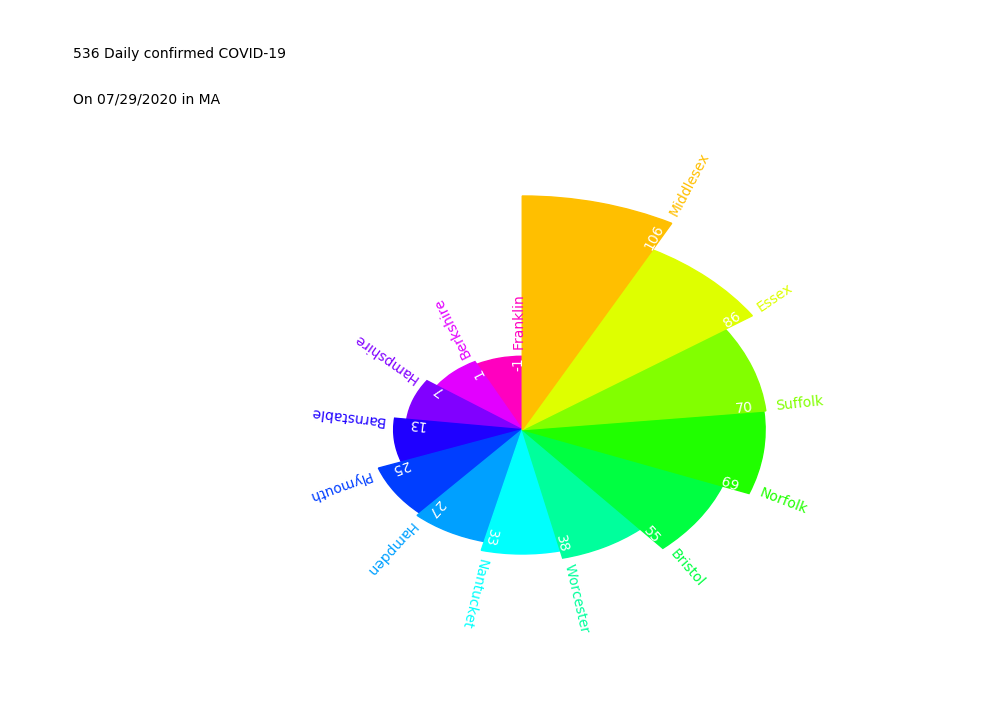 536 Daily confirmed COVID-19
On 07/29/2020 in MA
Middlesex
106
Essex
86
Suffolk
70
Norfolk
69
Bristol
55
Worcester
38
Nantucket
33
Hampden
27
Plymouth
25
Barnstable
13
Hampshire
7
Berkshire
1
Franklin
-1